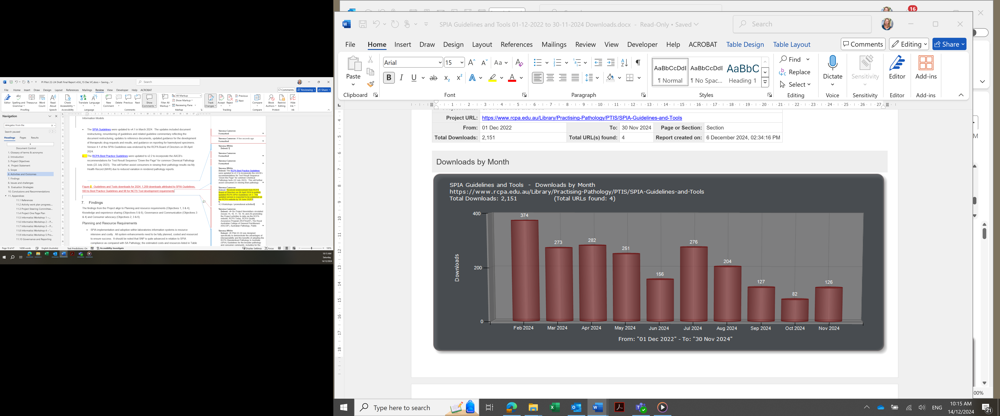 PI Pilot 22-24 Draft Final Report v0.6_15 Dec VC.docx • Saving...
Search
File Home Insert Draw Design Layout References Mailings Review View Developer Help ACROBAT
Comments Reviewing Share
Editor Spelling and Grammar Thesaurus Word Count Read Aloud Check Accessibility Translate Language New Comment Delete Previous Next Show Comments Filter All Markup All Markup Show Markup Reviewing Pane Track Changes Accept Reject Previous Next Compare Block Authors Restrict Editing Hide Ink
Proofing Speech Accessibility Language Comments Markup Tracking Compare Protect Ink
Navigation
delegates from the
Search paused
Headings Pages Results
Document Control
1. Glossary of terms & acronyms
2. Introduction
3. Project Objectives
4. Project Statement
5. Scope
6. Activities and Outcomes
7. Findings
8. Issues and challenges
9. Evaluation Strategies
10. Conclusions and Recommendations
11. Appendices
11.1 References
11.2 Activity work plan progress...
11.3 Project Steering Committee...
11.4 Project One Page Plan
11.5 Informatics Workshop 1 –...
11.6 Informatics Workshop 2 – P...
11.7 Informatics Workshop 3 – P...
11.8 Informatics Workshop 4 – "...
11.9 Informatics Workshop 5 Pro...
11.10 Governance and Reporting
Information Models
• The SPIA Guidelines were updated to v4.1 in March 2024. The updates included document
restructuring, renumbering of guidelines and related guideline commentary reflecting the
document restructuring, updates to reference documents, updated guidance for the development
of therapeutic drug requests and results, and guidance on reporting for haemolysed specimens.
Version 4.1 of the SPIA Guidelines was endorsed by the RCPA Board of Directors on 08 April
2024.
• The RCPA Best Practice Guidelines were updated to v2.2 to incorporate the AACB's
recommendations for Test Result Sequence "Down the Page" for common Chemical Pathology
tests (22 July 2023). This will further assist consumers in viewing their pathology results via My
Health Record (MHR) due to reduced variation in rendered pathology reports.
Figure x : Guidelines and Tools downloads for 2024. 1,209 downloads attributed to SPIA Guidelines,
593 to Best Practice Guidelines and 98 for NCTS Tool development requirements
7. Findings
The findings from the Project align to Planning and resource requirements (Objectives 1, 3 & 4);
Knowledge and experience sharing (Objectives 5 & 6), Governance and Communication (Objectives 3
& 4) and Consumer advocacy (Objectives 2, 3 & 6).
Planning and Resource Requirements
• SPIA implementation and adoption within laboratories information systems is resource
intensive and costly. All system enhancements need to be fully planned, costed and resourced
to ensure success. It should be noted that SNP is quite advanced in relation to SPIA
compliance as compared with SA Pathology; the estimated costs and resources listed in Table
Vanessa Cameron
Formatted
Vanessa Cameron A few seconds ago
Formatted
Vanessa White
Deleted: ¶
Vanessa Cameron
Formatted
Vanessa Cameron
Formatted
Vanessa White
Deleted: The RCPA Best Practice Guidelines
were updated to v2.2 to incorporate the AACB's
recommendations for Test Result Sequence
"Down the Page" for common Chemical
Pathology tests (22 July 2023). This will further
assist consumers in viewing their pathology
Vanessa Cameron
Deleted: Received endorsement from RCPA
Board of Directors on 08 April 2024 to publish
updated RCPA SPIA Guidelines v4.1. The
updated version is expected to be published on
the RCPA website by 30 June 2024.¶
¶
4.3 Workshops / promotional activities¶
Vanessa Cameron
Deleted: <#>Six Project Newsletters circulated
(Issues 15, 16, 17, 18, 19, and 20) promoting
the Project activities to date via the RCPA
website, RCPA Today, RCPA Quality
Assurance Program (RCPAQAP), The Royal
Australian College of General Practitioners
(RACGP), Australian Pathology, Public
Vanessa White
Deleted: <#>Pilot 22-24 was designed
specifically to demonstrate the advantages of
interoperability and the benefits of adopting the
RCPA Standardised Pathology in Australia
(SPIA) Guidelines for the broader pathology
and consumer community, including for the
Page 16 of 47 14266 words English (Australia) Text Predictions: On Accessibility: Investigate Display Settings Focus 100%
10:15 AM
Saturday
14/12/2024
16
SPIA Guidelines and Tools 01-12-2022 to 30-11-2024 Downloads.docx - Read-Only • Saved
Search
File Home Insert Draw Design Layout References Mailings Review View Developer Help ACROBAT Table Design Table Layout
Comments Editing Share
Paste Arial 15 Aa AaBbCcDdE AaBbCcDdE AaBbC
¶ Normal ¶ No Spac... Heading 1
Find Replace Select Dictate Sensitivity Editor Add-ins
Clipboard Font Paragraph Styles Editing Voice Sensitivity Editor Add-ins
Project URL: https://www.rcpa.edu.au/Library/Practising-Pathology/PTIS/SPIA-Guidelines-and-Tools
From: 01 Dec 2022 To: 30 Nov 2024 Page or Section: Section
Total Downloads: 2,151 Total URL(s) found: 4 Report created on: 6 December 2024, 02:34:16 PM
Downloads by Month
SPIA Guidelines and Tools - Downloads by Month
https://www.rcpa.edu.au/Library/Practising-Pathology/PTIS/SPIA-Guidelines-and-Tools
Total Downloads: 2,151 (Total URLs found: 4)
Downloads
400
200
0
374 273 282 251 156 276 204 127 82 126
Feb 2024 Mar 2024 Apr 2024 May 2024 Jun 2024 Jul 2024 Aug 2024 Sep 2024 Oct 2024 Nov 2024
From: "01 Dec 2022" - To: "30 Nov 2024"
00%
Type here to search
ENG
10:15 AM
14/12/2024
21